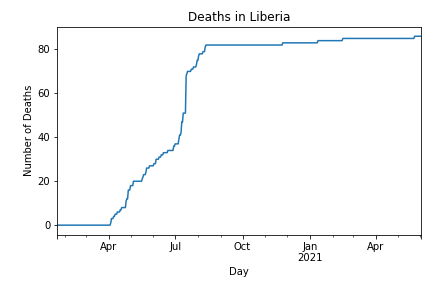 Deaths in Liberia
80
60
40
20
0
Number of Deaths
Apr
Jul
Oct
Jan
2021
Apr
Day